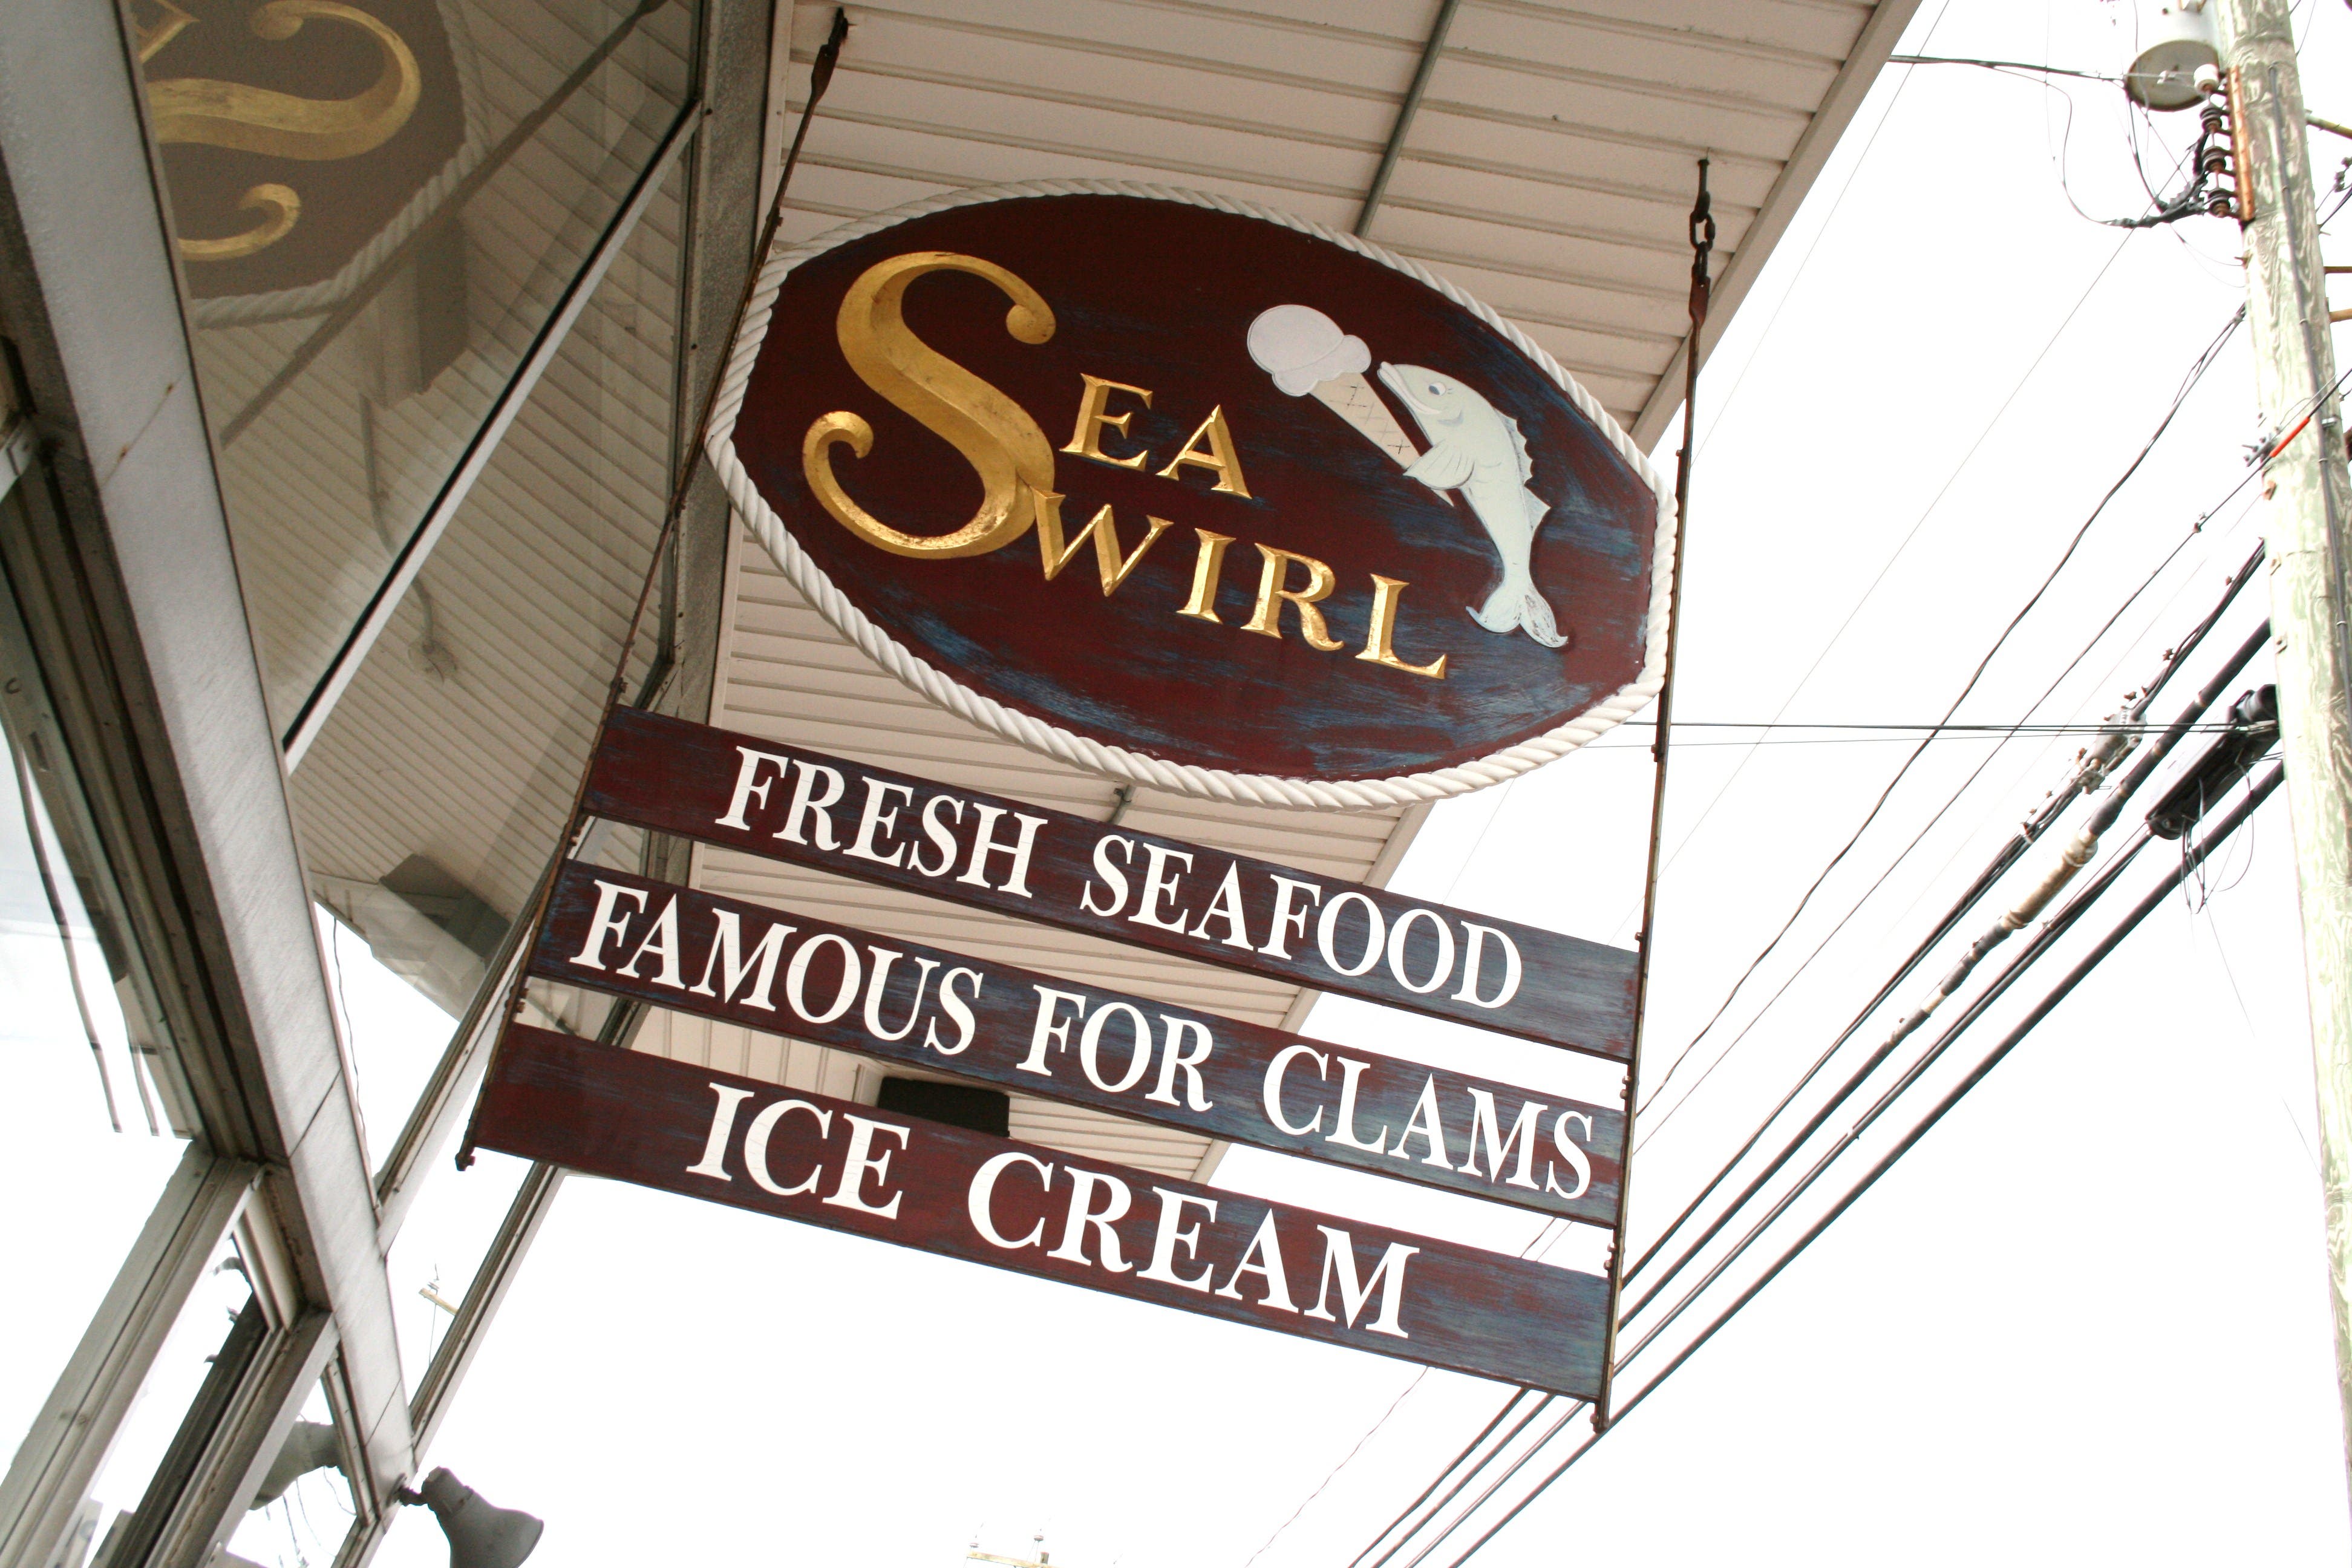 SEA
SWIRL
FRESH SEAFOOD
FAMOUS FOR CLAMS
ICE CREAM